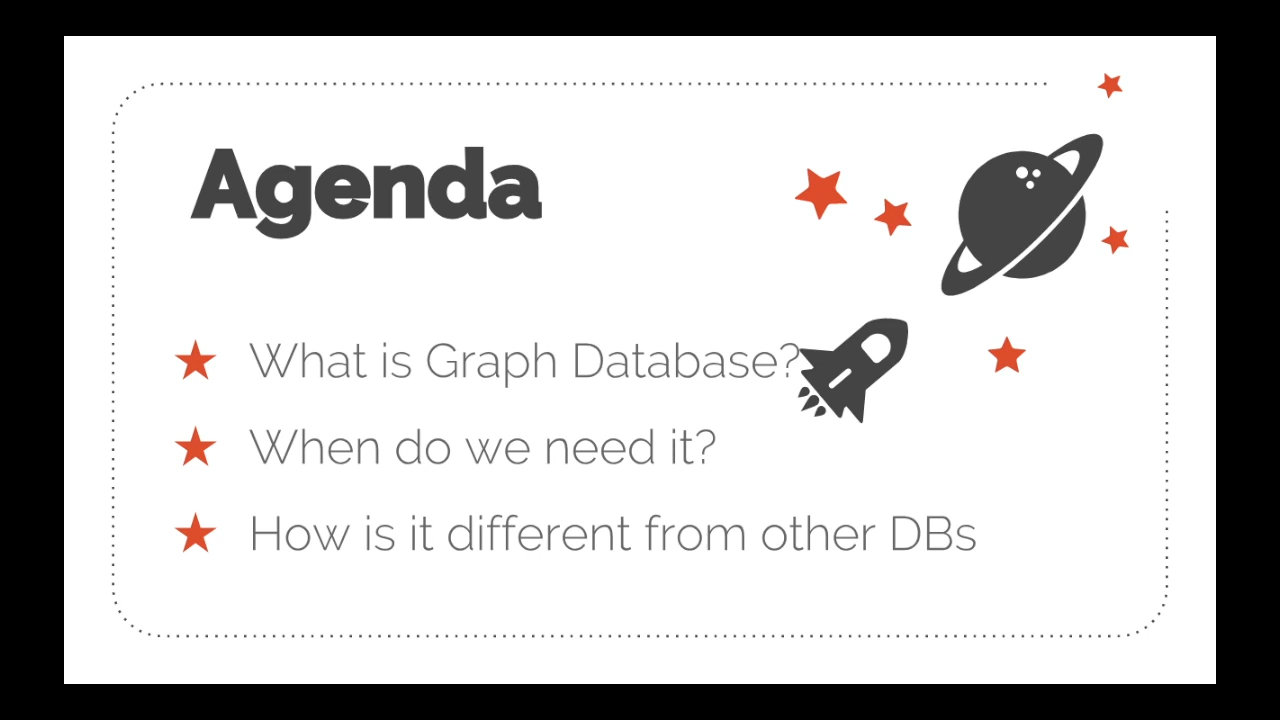 Agenda
What is Graph Database?
When do we need it?
How is it different from other DBs